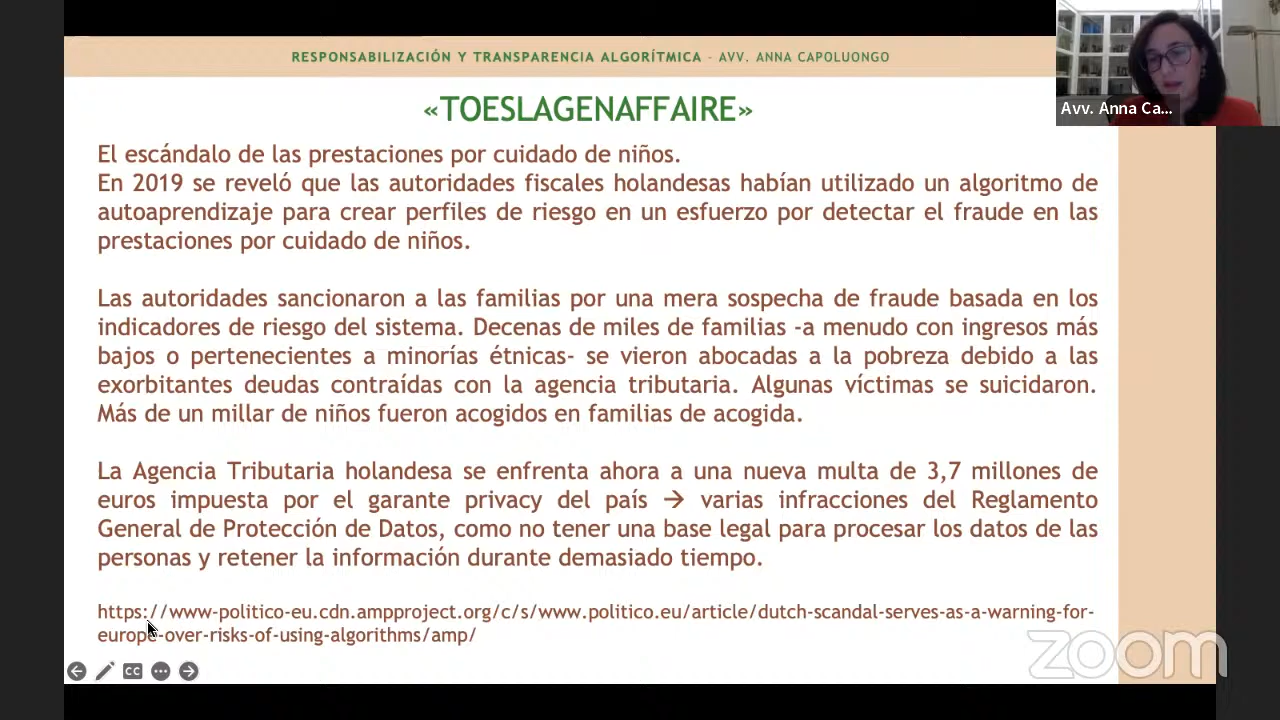 RESPONSABILIZACIÓN Y TRANSPARENCIA ALGORÍTMICA - AVV. ANNA CAPOLUONGO
Avv. Anna Ca...
«TOESLAGENAFFAIRE»
El escándalo de las prestaciones por cuidado de niños.
En 2019 se reveló que las autoridades fiscales holandesas habían utilizado un algoritmo de
autoaprendizaje para crear perfiles de riesgo en un esfuerzo por detectar el fraude en las
prestaciones por cuidado de niños.
Las autoridades sancionaron a las familias por una mera sospecha de fraude basada en los
indicadores de riesgo del sistema. Decenas de miles de familias -a menudo con ingresos más
bajos o pertenecientes a minorías étnicas- se vieron abocadas a la pobreza debido a las
exorbitantes deudas contraídas con la agencia tributaria. Algunas víctimas se suicidaron.
Más de un millar de niños fueron acogidos en familias de acogida.
La Agencia Tributaria holandesa se enfrenta ahora a una nueva multa de 3,7 millones de
euros impuesta por el garante privacy del país → varias infracciones del Reglamento
General de Protección de Datos, como no tener una base legal para procesar los datos de las
personas y retener la información durante demasiado tiempo.
https://www-politico-eu.cdn.ampproject.org/c/s/www.politico.eu/article/dutch-scandal-serves-as-a-warning-for-
europe-over-risks-of-using-algorithms/amp/
CC
zoom